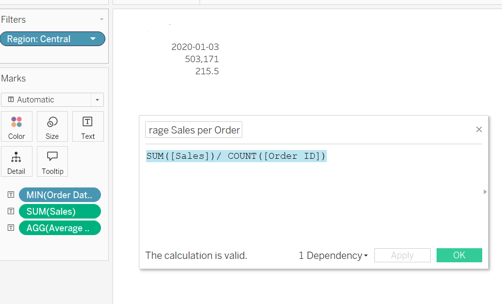 Filters
Region: Central
Marks
Automatic
Color
Size
Text
Detail
Tooltip
MIN(Order Dat..
SUM(Sales)
AGG(Average ..
2020-01-03
503,171
215.5
rage Sales per Order
SUM([Sales])/ COUNT([Order ID])
The calculation is valid.
1 Dependency
Apply
OK